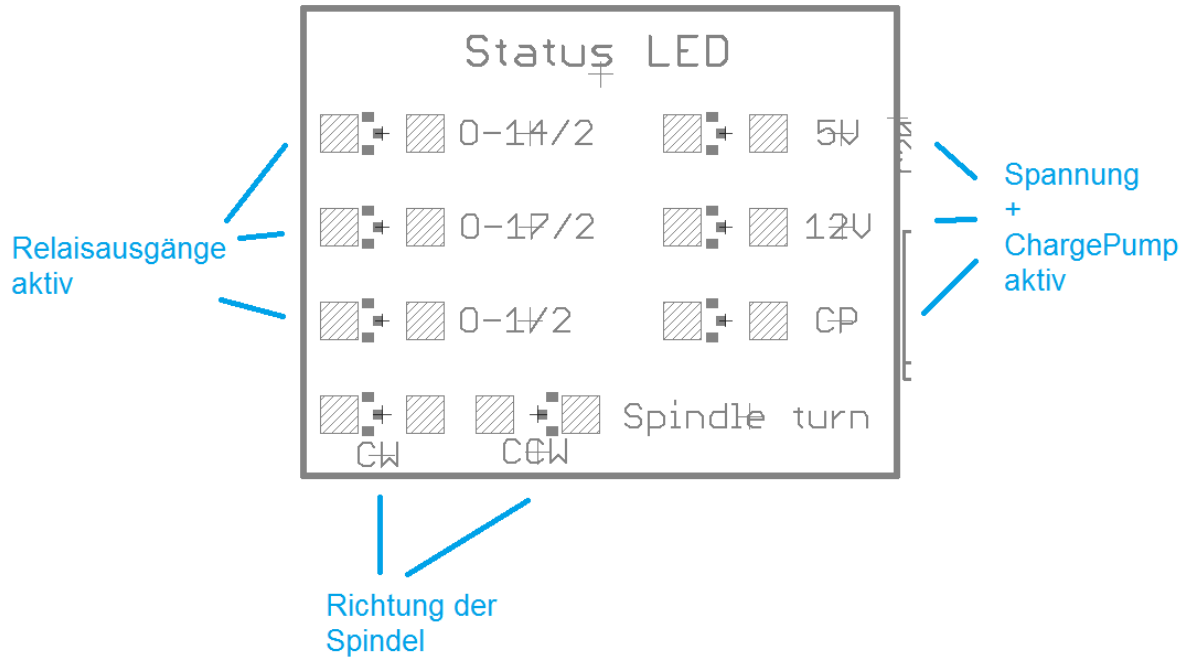 Status LED
O-14/2
5V
O-17/2
12V
O-1/2
CP
Spindle turn
CW
CCW
Relaisausgänge
aktiv
Spannung
+
ChargePump
aktiv
Richtung der
Spindel